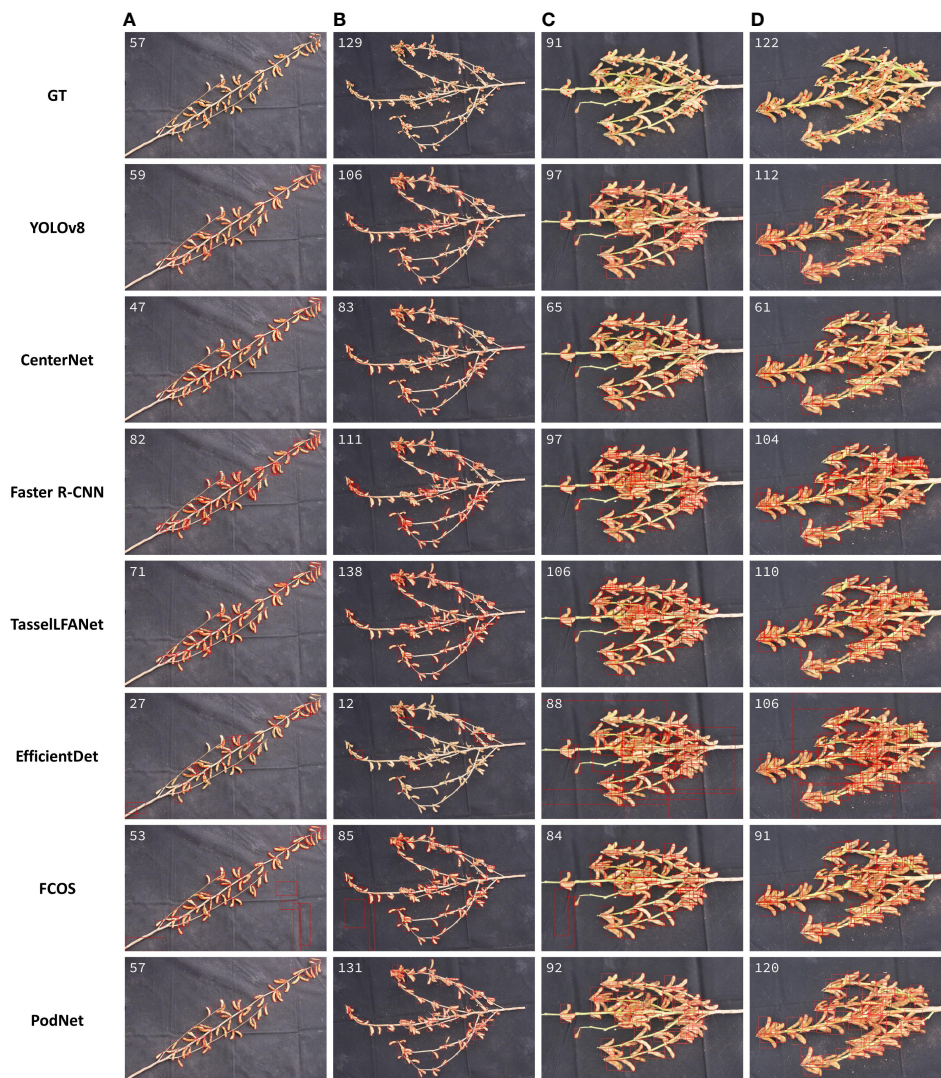 A B C D
GT 57 129 91 122
YOLOv8 59 106 97 112
CenterNet 47 83 65 61
Faster R-CNN 82 111 97 104
TasselLFANet 71 138 106 110
EfficientDet 27 12 88 106
FCOS 53 85 84 91
PodNet 57 131 92 120